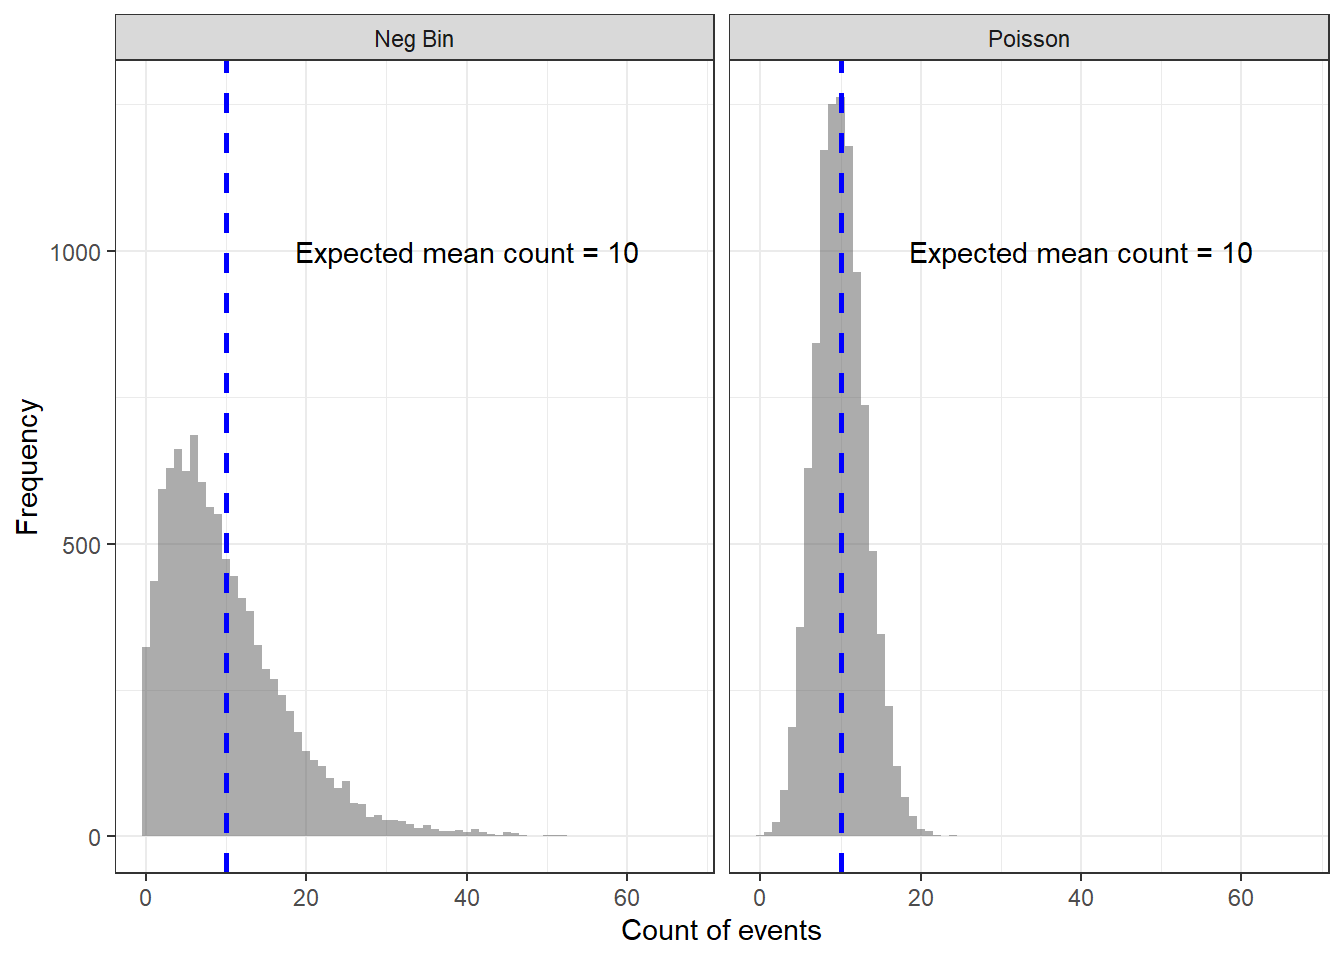 Neg Bin
Poisson
Expected mean count = 10
Expected mean count = 10
Frequency
1000
500
0
0
20
40
60
0
20
40
60
Count of events